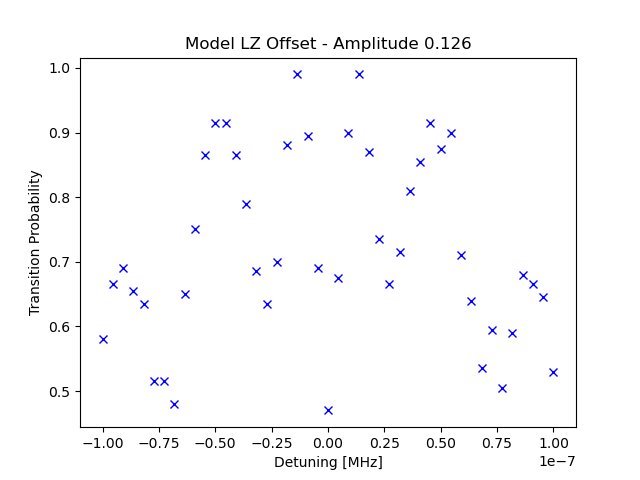 Model LZ Offset - Amplitude 0.126
Transition Probability
1.0
0.9
0.8
0.7
0.6
0.5
−1.00 −0.75 −0.50 −0.25 0.00 0.25 0.50 0.75 1.00
1e−7
Detuning [MHz]